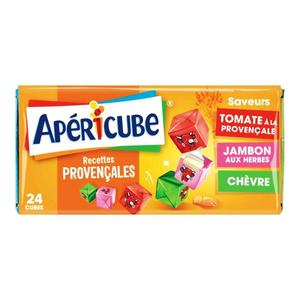 APÉRICUBE®
Recettes
PROVENÇALES
24
CUBES
Saveurs
TOMATE À LA
PROVENÇALE
JAMBON
AUX HERBES
CHÈVRE